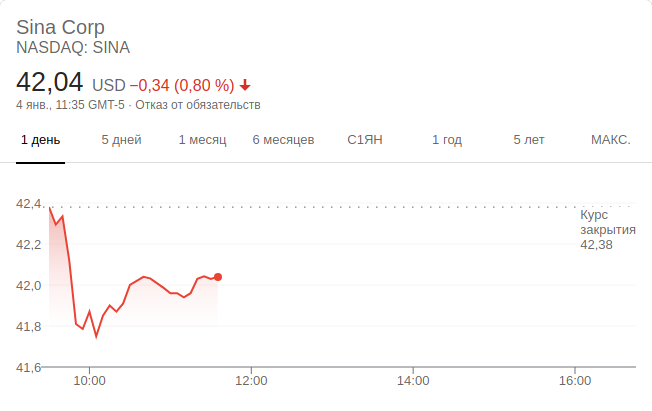 Sina Corp
NASDAQ: SINA
42,04 USD −0,34 (0,80 %)
4 янв., 11:35 GMT-5 · Отказ от обязательств
1 день 5 дней 1 месяц 6 месяцев С1ЯН 1 год 5 лет МАКС.
42,4
Курс
закрытия
42,38
42,2
42,0
41,8
41,6
10:00 12:00 14:00 16:00